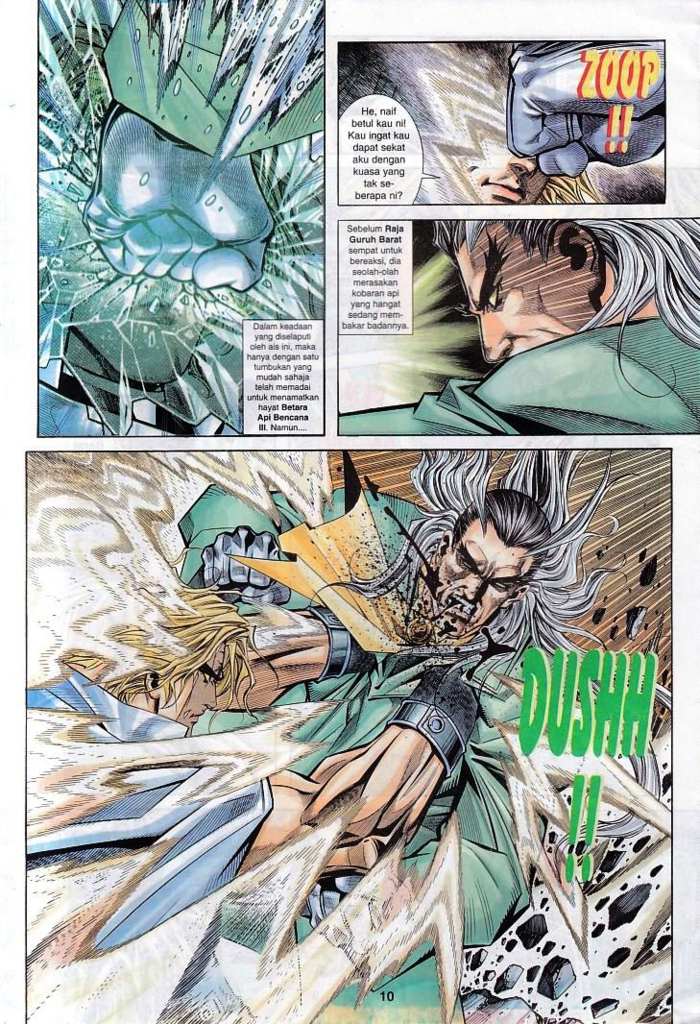 Dalam keadaan
yang diselaputi
oleh ais ini, maka
hanya dengan satu
tumbukan yang
mudah sahaja
telah memadai
untuk menamatkan
hayat Betara
Api Bencana
III. Namun....
ZOOP
!!
He, naif
betul kau ni!
Kau ingat kau
dapat sekat
aku dengan
kuasa yang
tak se-
berapa ni?
Sebelum Raja
Guruh Barat
sempat untuk
bereaksi, dia
seolah-olah
merasakan
kobaran api
yang hangat
sedang mem-
bakar badannya.
DUSHH
!!
10